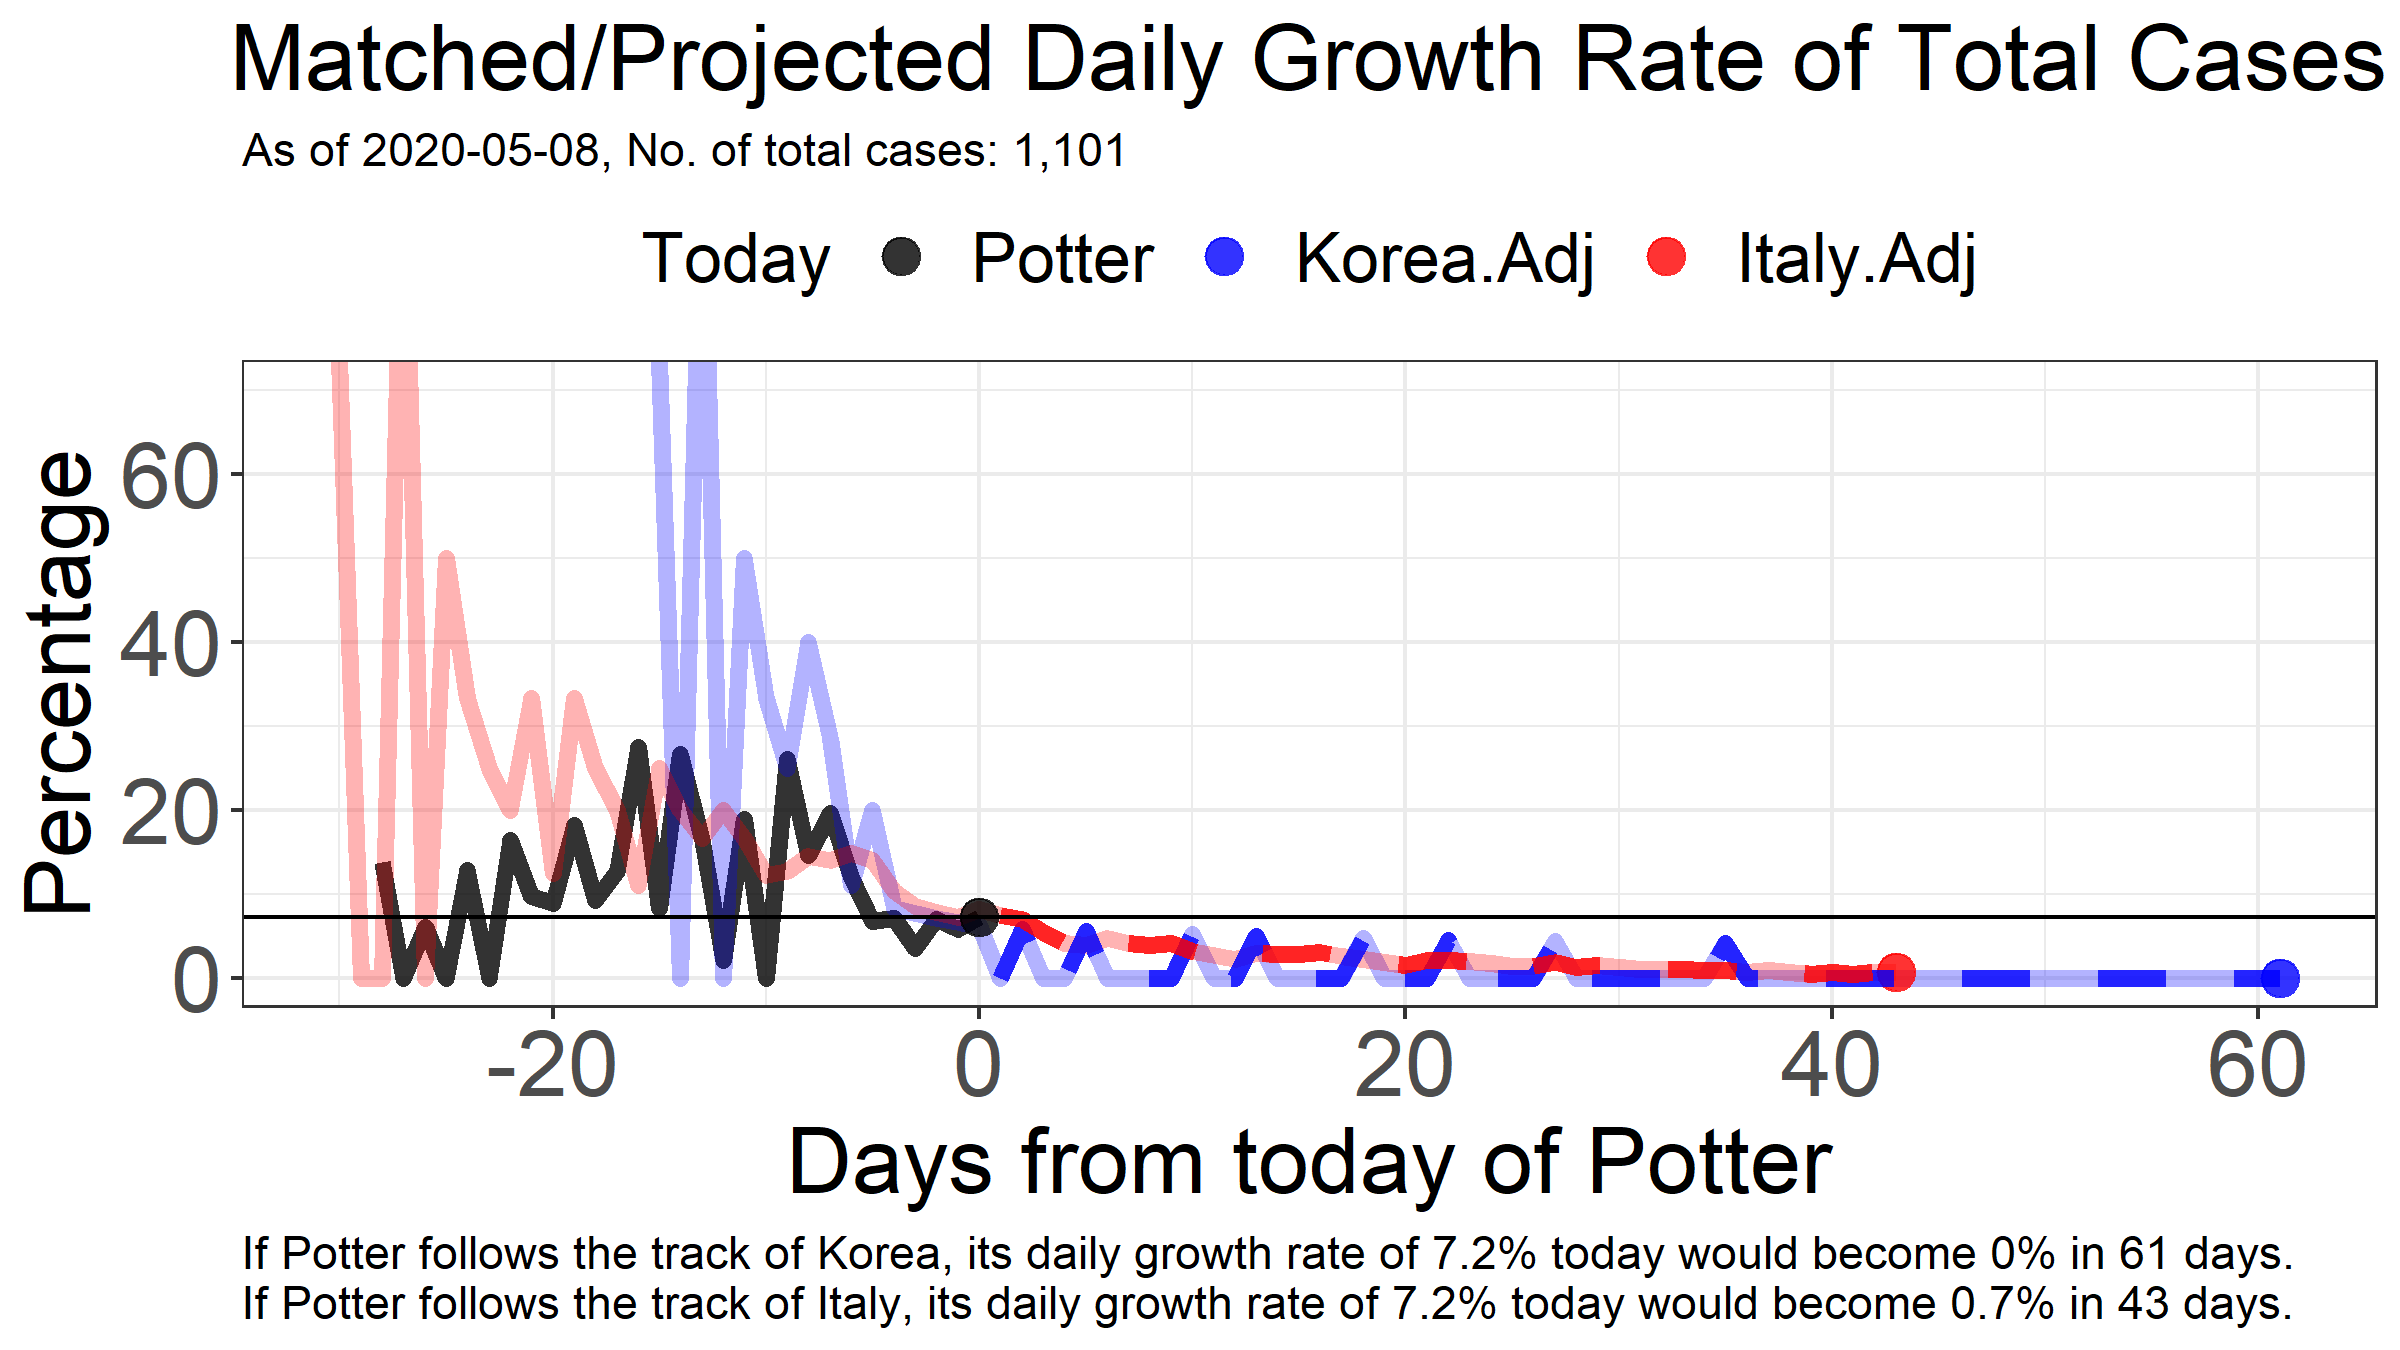 Matched/Projected Daily Growth Rate of Total Cases
As of 2020-05-08, No. of total cases: 1,101
Today Potter Korea.Adj Italy.Adj
Percentage
60
40
20
0
-20 0 20 40 60
Days from today of Potter
If Potter follows the track of Korea, its daily growth rate of 7.2% today would become 0% in 61 days.
If Potter follows the track of Italy, its daily growth rate of 7.2% today would become 0.7% in 43 days.